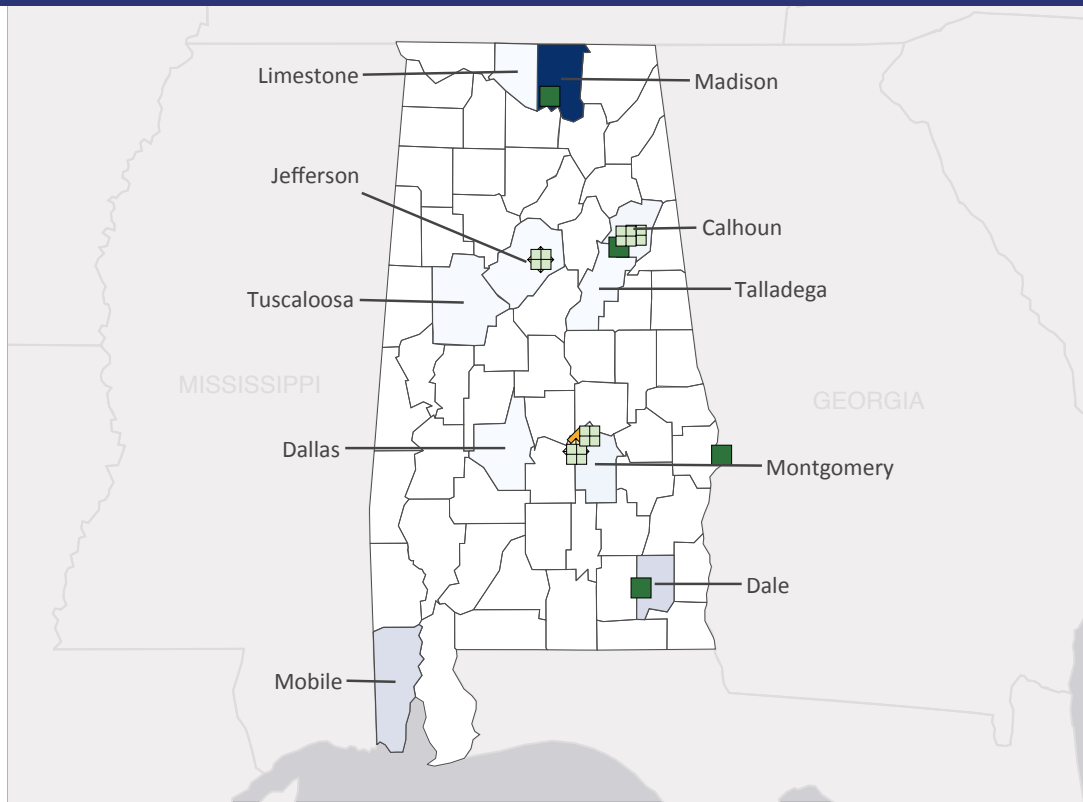 Limestone
Madison
Jefferson
Calhoun
Tuscaloosa
Talladega
MISSISSIPPI
GEORGIA
Dallas
Montgomery
Dale
Mobile